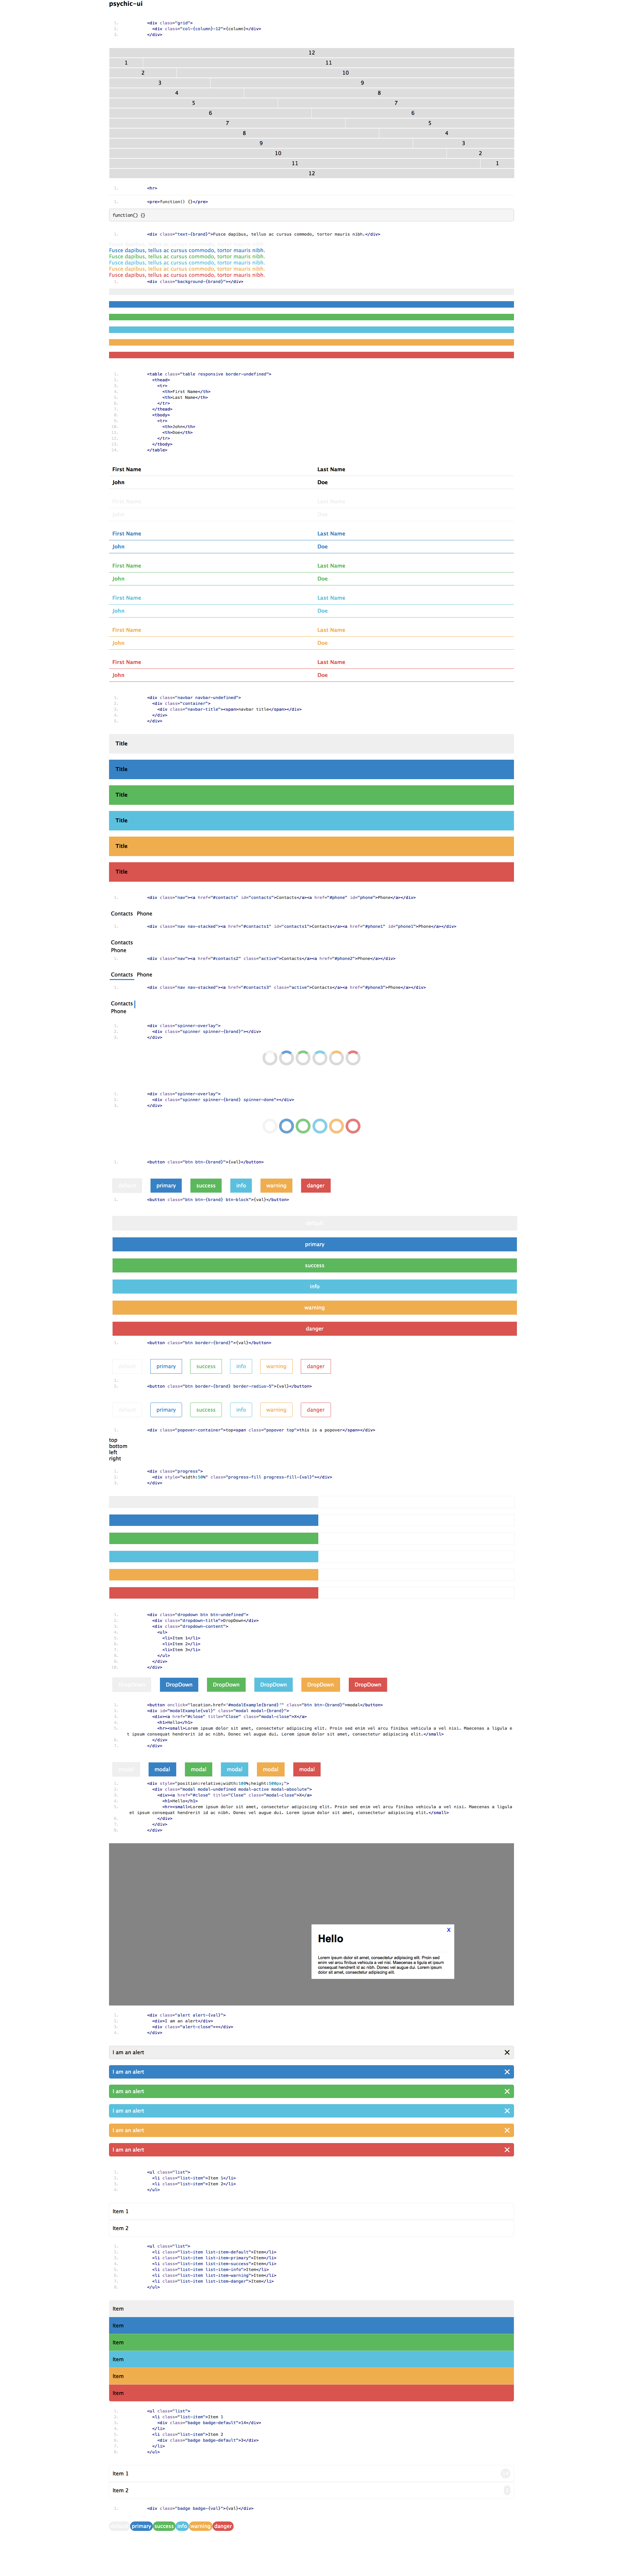 psychic-ui
1. <div class="grid">
2. <div class="col-{column}-12">{column}</div>
3. </div>
12
1 11
2 10
3 9
4 8
5 7
6 6
7 5
8 4
9 3
10 2
11 1
12
1. <hr>
1. <pre>function() {}</pre>
function() {}
1. <div class="text-{brand}">Fusce dapibus, tellus ac cursus commodo, tortor mauris nibh.</div>
Fusce dapibus, tellus ac cursus commodo, tortor mauris nibh.
Fusce dapibus, tellus ac cursus commodo, tortor mauris nibh.
Fusce dapibus, tellus ac cursus commodo, tortor mauris nibh.
Fusce dapibus, tellus ac cursus commodo, tortor mauris nibh.
Fusce dapibus, tellus ac cursus commodo, tortor mauris nibh.
1. <div class="background-{brand}"></div>
1. <table class="table responsive border-undefined">
2. <thead>
3. <tr>
4. <th>First Name</th>
5. <th>Last Name</th>
6. </tr>
7. </thead>
8. <tbody>
9. <tr>
10. <th>John</th>
11. <th>Doe</th>
12. </tr>
13. </tbody>
14. </table>
First Name Last Name
John Doe
First Name Last Name
John Doe
First Name Last Name
John Doe
First Name Last Name
John Doe
First Name Last Name
John Doe
First Name Last Name
John Doe
First Name Last Name
John Doe
1. <div class="navbar navbar-undefined">
2. <div class="container">
3. <div class="navbar-title"><span>navbar title</span></div>
4. </div>
5. </div>
Title
Title
Title
Title
Title
Title
1. <div class="nav"><a href="#contacts" id="contacts">Contacts</a><a href="#phone" id="phone">Phone</a></div>
Contacts Phone
1. <div class="nav nav-stacked"><a href="#contacts1" id="contacts1">Contacts</a><a href="#phone1" id="phone1">Phone</a></div>
Contacts
Phone
1. <div class="nav"><a href="#contacts2" class="active">Contacts</a><a href="#phone2">Phone</a></div>
Contacts Phone
1. <div class="nav nav-stacked"><a href="#contacts3" class="active">Contacts</a><a href="#phone3">Phone</a></div>
Contacts
Phone
1. <div class="spinner-overlay">
2. <div class="spinner spinner-{brand}"></div>
3. </div>
1. <div class="spinner-overlay">
2. <div class="spinner spinner-{brand} spinner-done"></div>
3. </div>
1. <button class="btn btn-{brand}">{val}</button>
default primary success info warning danger
1. <button class="btn btn-{brand} btn-block">{val}</button>
default
primary
success
info
warning
danger
1. <button class="btn border-{brand}">{val}</button>
default primary success info warning danger
1.
2. <button class="btn border-{brand} border-radius-5">{val}</button>
default primary success info warning danger
1. <div class="popover-container">top<span class="popover top">this is a popover</span></div>
top
bottom
left
right
1. <div class="progress">
2. <div style="width:50%" class="progress-fill progress-fill-{val}"></div>
3. </div>
1. <div class="dropdown btn btn-undefined">
2. <div class="dropdown-title">DropDown</div>
3. <div class="dropdown-content">
4. <ul>
5. <li>Item 1</li>
6. <li>Item 2</li>
7. <li>Item 3</li>
8. </ul>
9. </div>
10. </div>
DropDown DropDown DropDown DropDown DropDown DropDown
1. <button onclick="location.href='#modalExample{brand}'" class="btn btn-{brand}">modal</button>
2. <div id="modalExample{val}" class="modal modal-{brand}">
3. <div><a href="#close" title="Close" class="modal-close">X</a>
4. <h1>Hello</h1>
5. <hr><small>Lorem ipsum dolor sit amet, consectetur adipiscing elit. Proin sed enim vel arcu finibus vehicula a vel nisi. Maecenas a ligula e
t ipsum consequat hendrerit id ac nibh. Donec vel augue dui. Lorem ipsum dolor sit amet, consectetur adipiscing elit.</small>
6. </div>
7. </div>
modal modal modal modal modal modal
1. <div style="position:relative;width:100%;height:500px;">
2. <div class="modal modal-undefined modal-active modal-absolute">
3. <div><a href="#close" title="Close" class="modal-close">X</a>
4. <h1>Hello</h1>
5. <hr><small>Lorem ipsum dolor sit amet, consectetur adipiscing elit. Proin sed enim vel arcu finibus vehicula a vel nisi. Maecenas a ligula
et ipsum consequat hendrerit id ac nibh. Donec vel augue dui. Lorem ipsum dolor sit amet, consectetur adipiscing elit.</small>
6. </div>
7. </div>
8. </div>
X
Hello
Lorem ipsum dolor sit amet, consectetur adipiscing elit. Proin sed
enim vel arcu finibus vehicula a vel nisi. Maecenas a ligula et ipsum
consequat hendrerit id ac nibh. Donec vel augue dui. Lorem ipsum
dolor sit amet, consectetur adipiscing elit.
1. <div class="alert alert-{val}">
2. <div>I am an alert</div>
3. <div class="alert-close">×</div>
4. </div>
I am an alert ×
I am an alert ×
I am an alert ×
I am an alert ×
I am an alert ×
I am an alert ×
1. <ul class="list">
2. <li class="list-item">Item 1</li>
3. <li class="list-item">Item 2</li>
4. </ul>
Item 1
Item 2
1. <ul class="list">
2. <li class="list-item list-item-default">Item</li>
3. <li class="list-item list-item-primary">Item</li>
4. <li class="list-item list-item-success">Item</li>
5. <li class="list-item list-item-info">Item</li>
6. <li class="list-item list-item-warning">Item</li>
7. <li class="list-item list-item-danger">Item</li>
8. </ul>
Item
Item
Item
Item
Item
Item
1. <ul class="list">
2. <li class="list-item">Item 1
3. <div class="badge badge-default">14</div>
4. </li>
5. <li class="list-item">Item 2
6. <div class="badge badge-default">3</div>
7. </li>
8. </ul>
Item 1
Item 2
1. <div class="badge badge-{val}">{val}</div>
primary success info warning danger